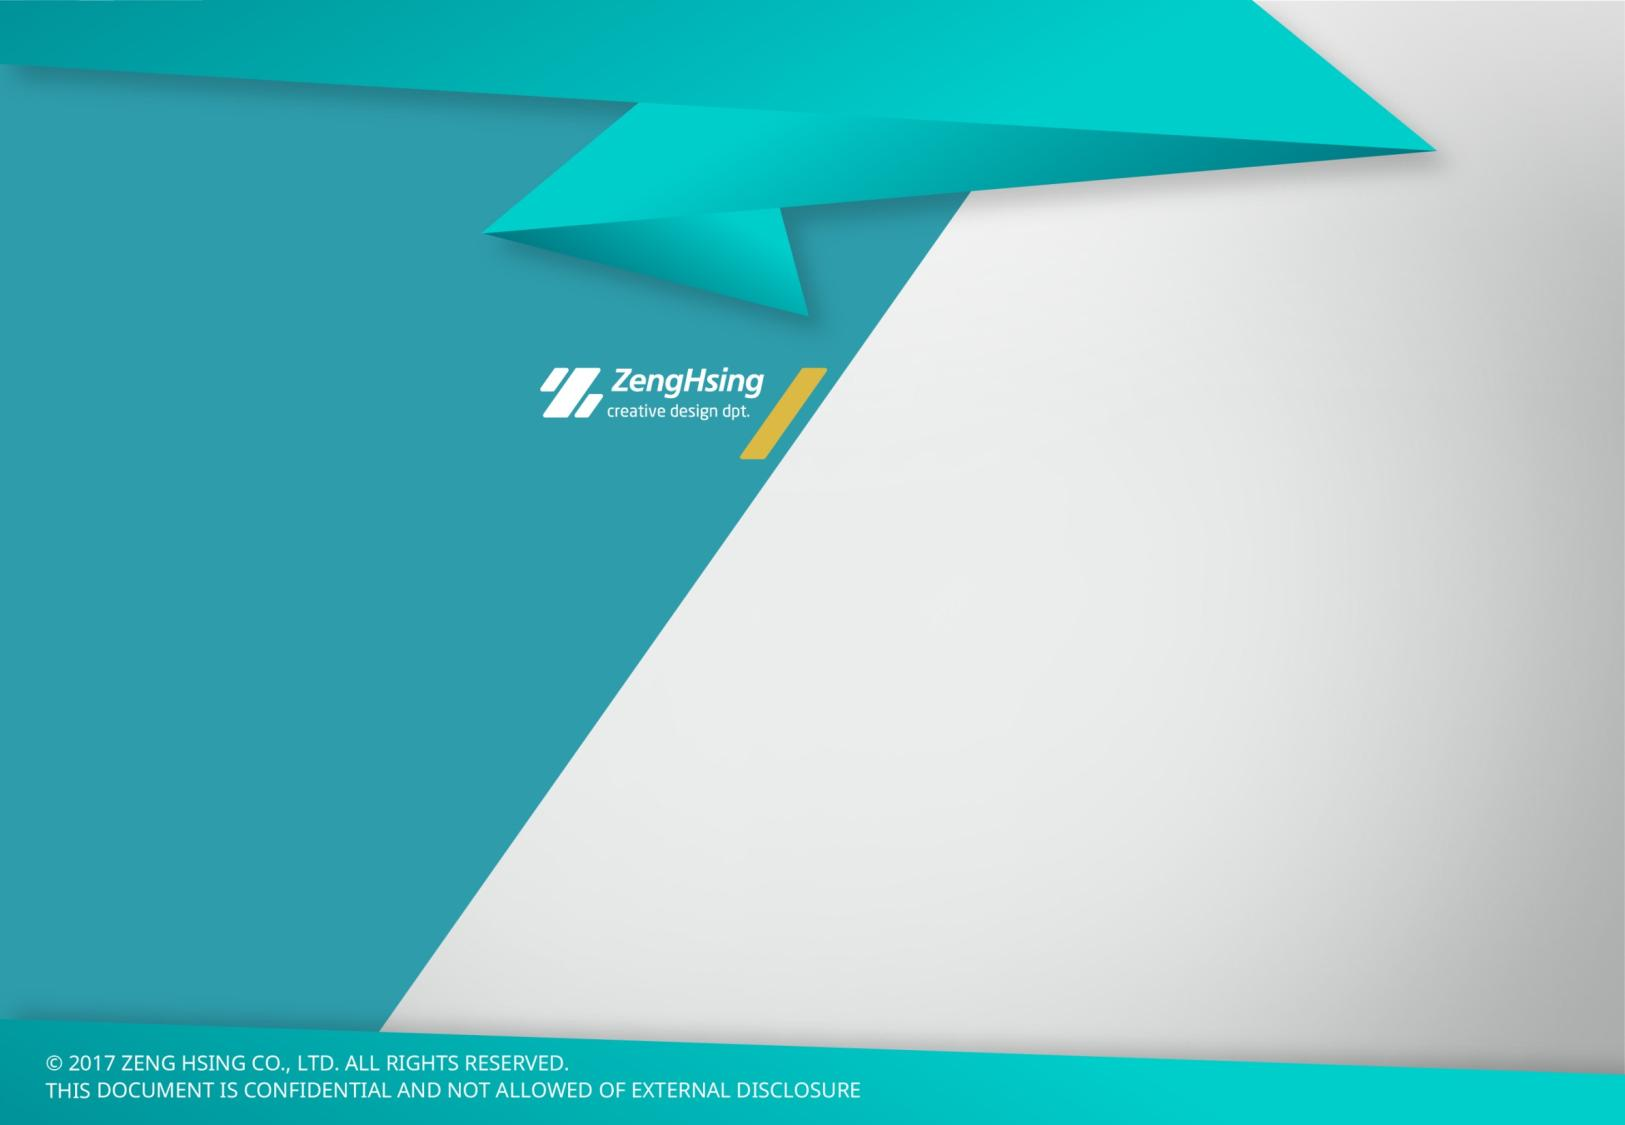 ZengHsing
creative design dpt.
© 2017 ZENG HSING CO., LTD. ALL RIGHTS RESERVED.
THIS DOCUMENT IS CONFIDENTIAL AND NOT ALLOWED OF EXTERNAL DISCLOSURE